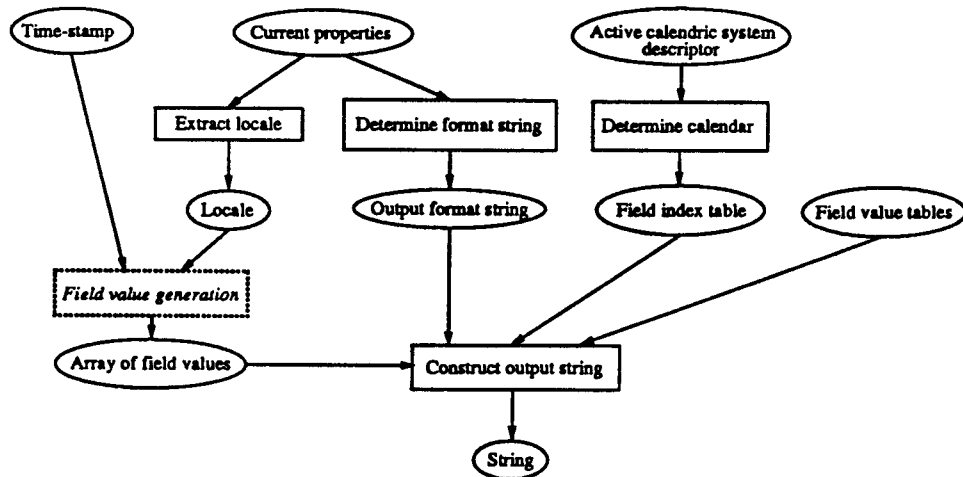 Time-stamp
Current properties
Active calendric system
descriptor
Extract locale
Determine format string
Determine calendar
Locale
Output format string
Field index table
Field value tables
Field value generation
Array of field values
Construct output string
String